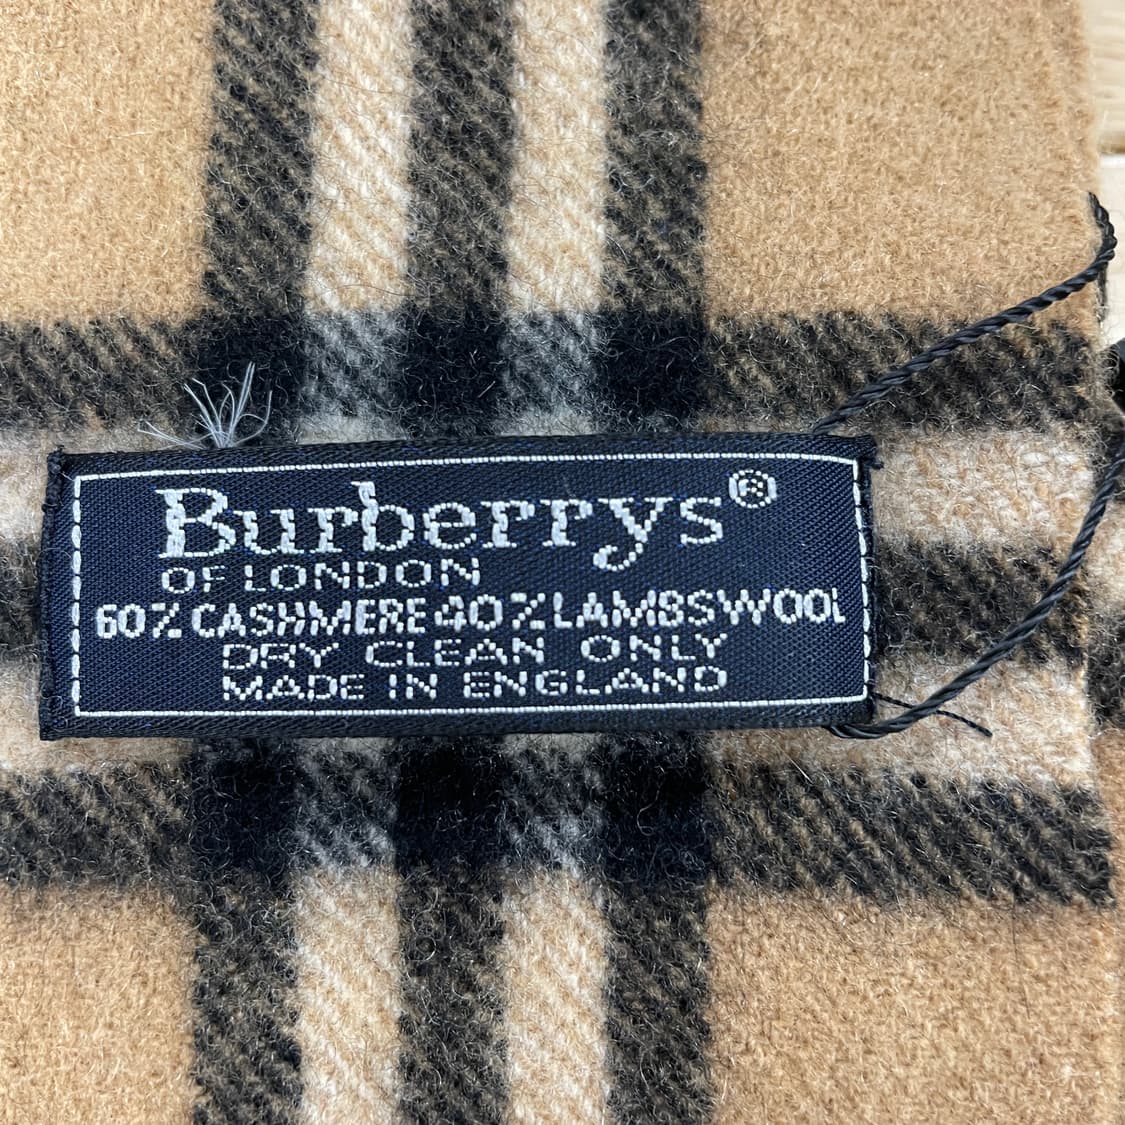 Burberrys®
OF LONDON
60% CASHMERE 40% LAMBSWOOL
DRY CLEAN ONLY
MADE IN ENGLAND